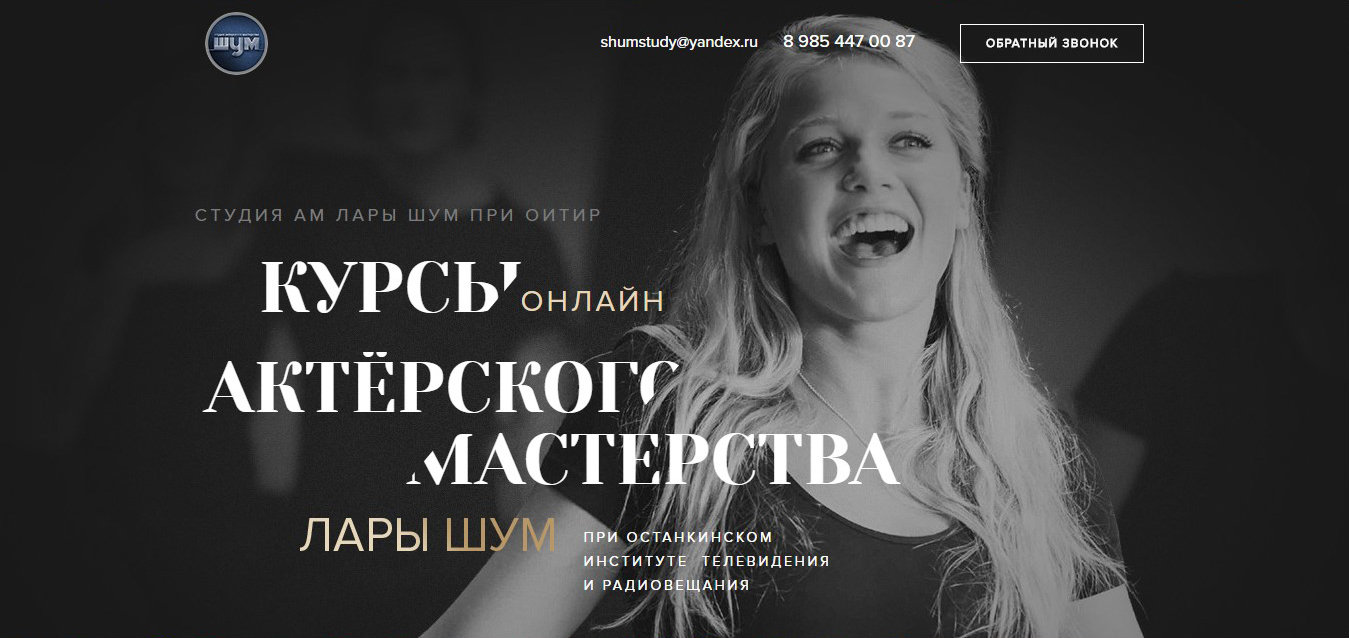 ШУМ
shumstudy@yandex.ru
8 985 447 00 87
ОБРАТНЫЙ ЗВОНОК
СТУДИЯ АМ ЛАРЫ ШУМ ПРИ ОИТИР
КУРСЫ ОНЛАЙН
АКТЁРСКОГО
МАСТЕРСТВА
ЛАРЫ ШУМ
ПРИ ОСТАНКИНСКОМ
ИНСТИТУТЕ ТЕЛЕВИДЕНИЯ
И РАДИОВЕЩАНИЯ